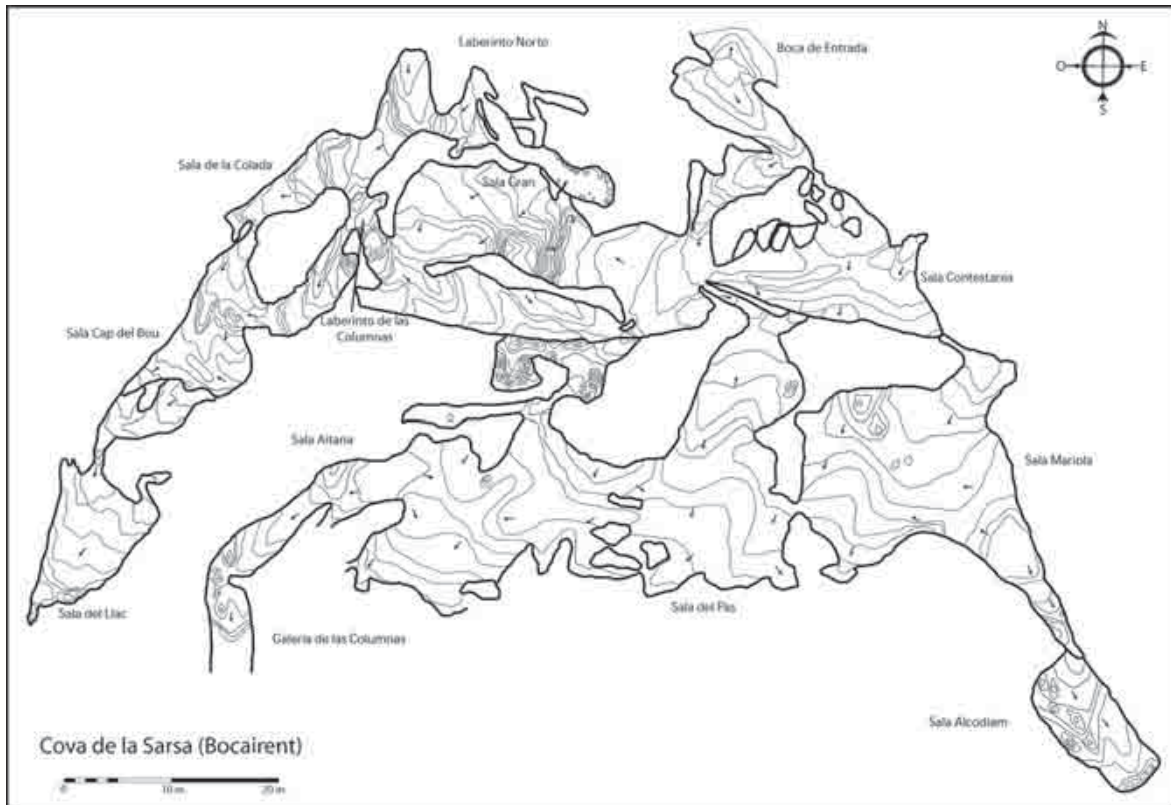 Laberinto Norto
Boca de Entrada
N
O
E
S
Sala de la Colada
Sala Gran
Sala Contestania
Sala Cap del Bou
Laberinto de las
Columnas
Sala Aitana
Sala Mariola
Sala del Llac
Sala del Pas
Galería de las Columnas
Sala Alcodiam
Cova de la Sarsa (Bocairent)
0
10 m.
20 m.